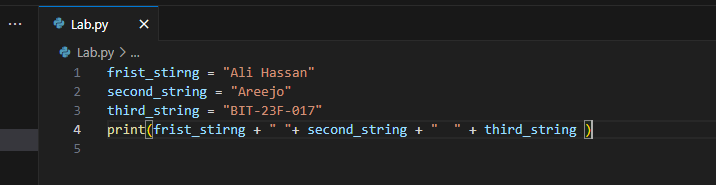 ... Lab.py ×
Lab.py > ...
1 frist_stirng = "Ali Hassan"
2 second_string = "Areejo"
3 third_string = "BIT-23F-017"
4 print(frist_stirng + " "+ second_string + "  " + third_string )
5